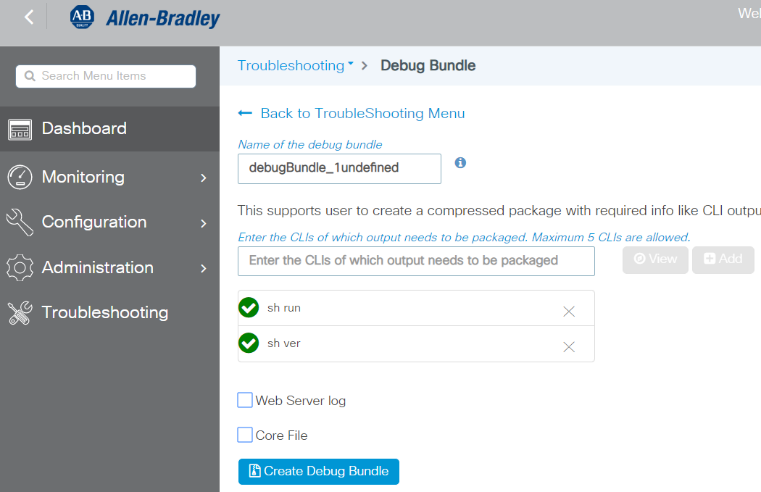 Allen-Bradley
AB
Search Menu Items
Dashboard
Monitoring
Configuration
Administration
Troubleshooting
Troubleshooting > Debug Bundle
Back to TroubleShooting Menu
Name of the debug bundle
debugBundle_1undefined
This supports user to create a compressed package with required info like CLI outpu
Enter the CLIs of which output needs to be packaged. Maximum 5 CLIs are allowed.
Enter the CLIs of which output needs to be packaged
View
Add
sh run
sh ver
Web Server log
Core File
Create Debug Bundle